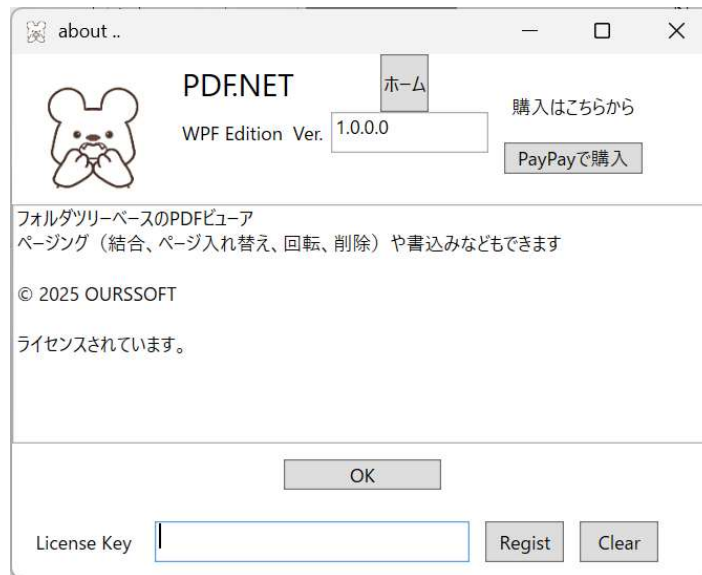 about ..
PDF.NET
ホーム
WPF Edition Ver. 1.0.0.0
購入はこちらから
PayPayで購入
フォルダツリーベースのPDFビューア
ページング（結合、ページ入れ替え、回転、削除）や書込みなどもできます
© 2025 OURSSOFT
ライセンスされています。
OK
License Key
Regist
Clear